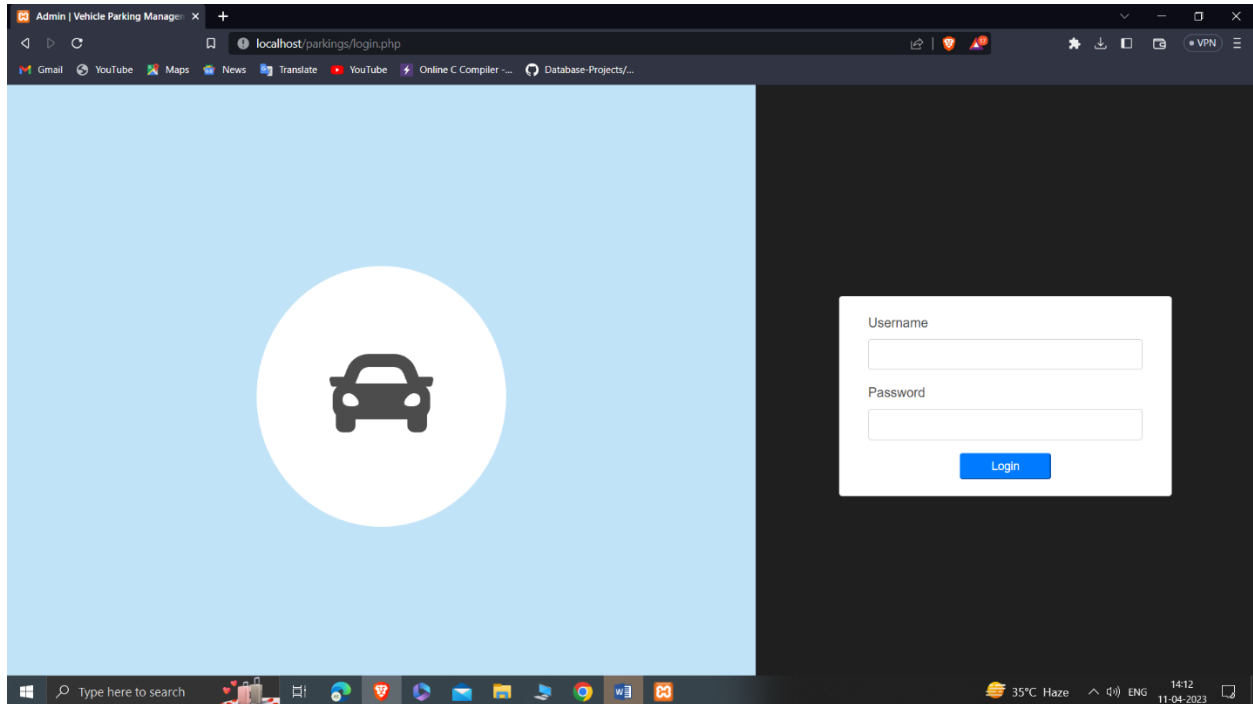 Admin | Vehicle Parking Managen
localhost/parkings/login.php
VPN
Gmail YouTube Maps News Translate YouTube Online C Compiler -... Database-Projects/...
Username
Password
Login
Type here to search
35°C Haze
ENG
14:12
11-04-2023